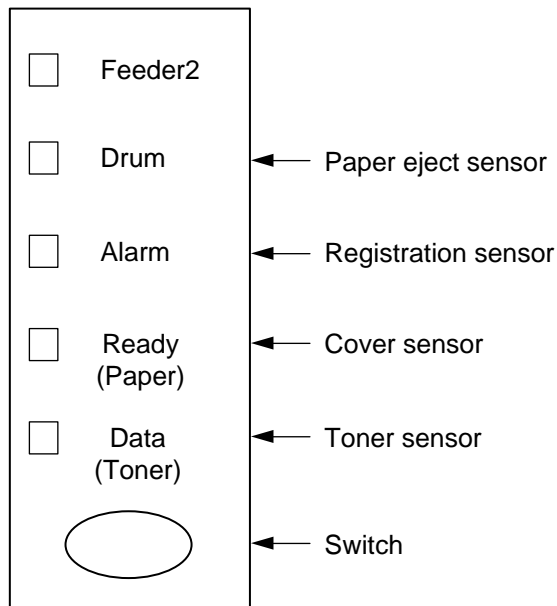 Feeder2
Drum
Paper eject sensor
Alarm
Registration sensor
Ready
(Paper)
Cover sensor
Data
(Toner)
Toner sensor
Switch